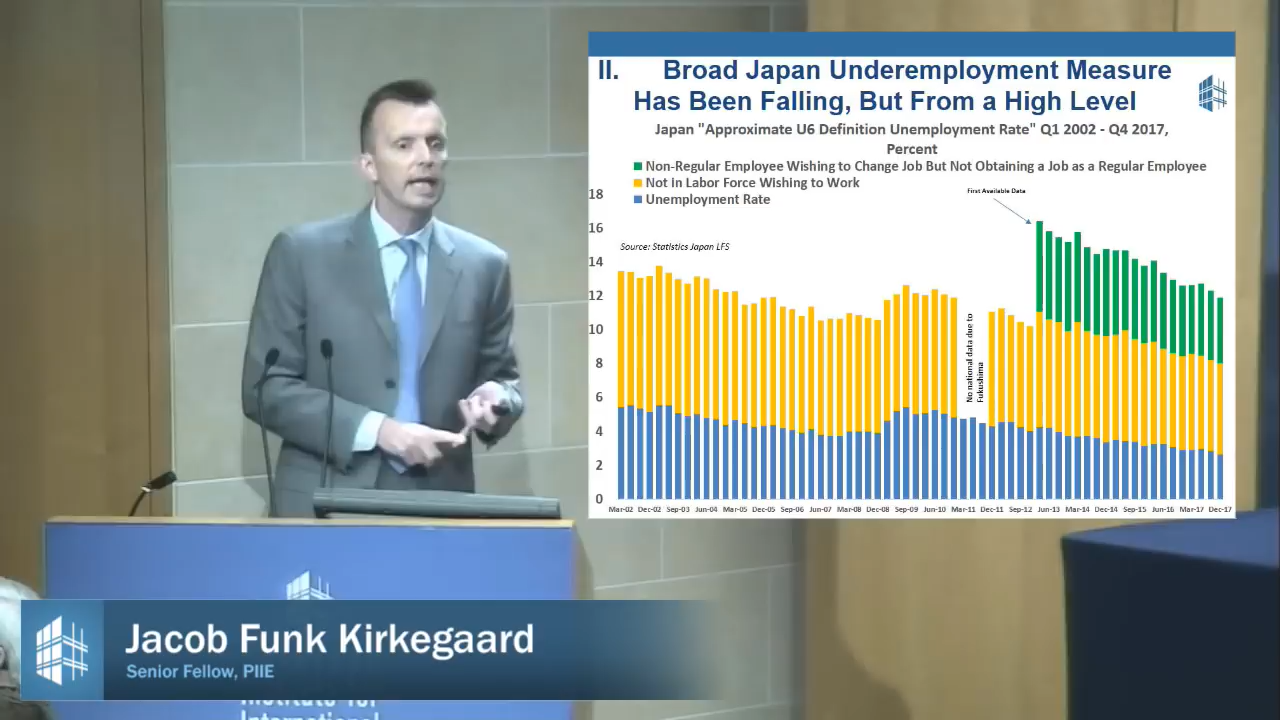 II. Broad Japan Underemployment Measure
Has Been Falling, But From a High Level
Japan "Approximate U6 Definition Unemployment Rate" Q1 2002 - Q4 2017,
Percent
Non-Regular Employee Wishing to Change Job But Not Obtaining a Job as a Regular Employee
Not in Labor Force Wishing to Work
Unemployment Rate
First Available Data
Source: Statistics Japan LFS
18
16
14
12
10
8
6
4
2
0
No national data due to
Fukushima
Mar-02 Dec-02 Sep-03 Jun-04 Mar-05 Dec-05 Sep-06 Jun-07 Mar-08 Dec-08 Sep-09 Jun-10 Mar-11 Dec-11 Sep-12 Jun-13 Mar-14 Dec-14 Sep-15 Jun-16 Mar-17 Dec-17
Jacob Funk Kirkegaard
Senior Fellow, PIIE
Institute for
International